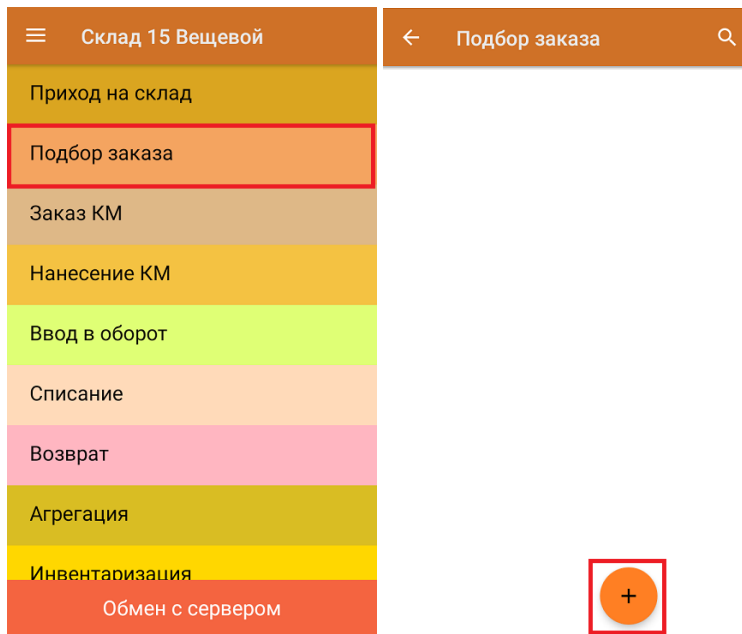 Склад 15 Вещевой
Приход на склад
Подбор заказа
Заказ КМ
Нанесение КМ
Ввод в оборот
Списание
Возврат
Агрегация
Инвентаризация
Обмен с сервером
Подбор заказа
+